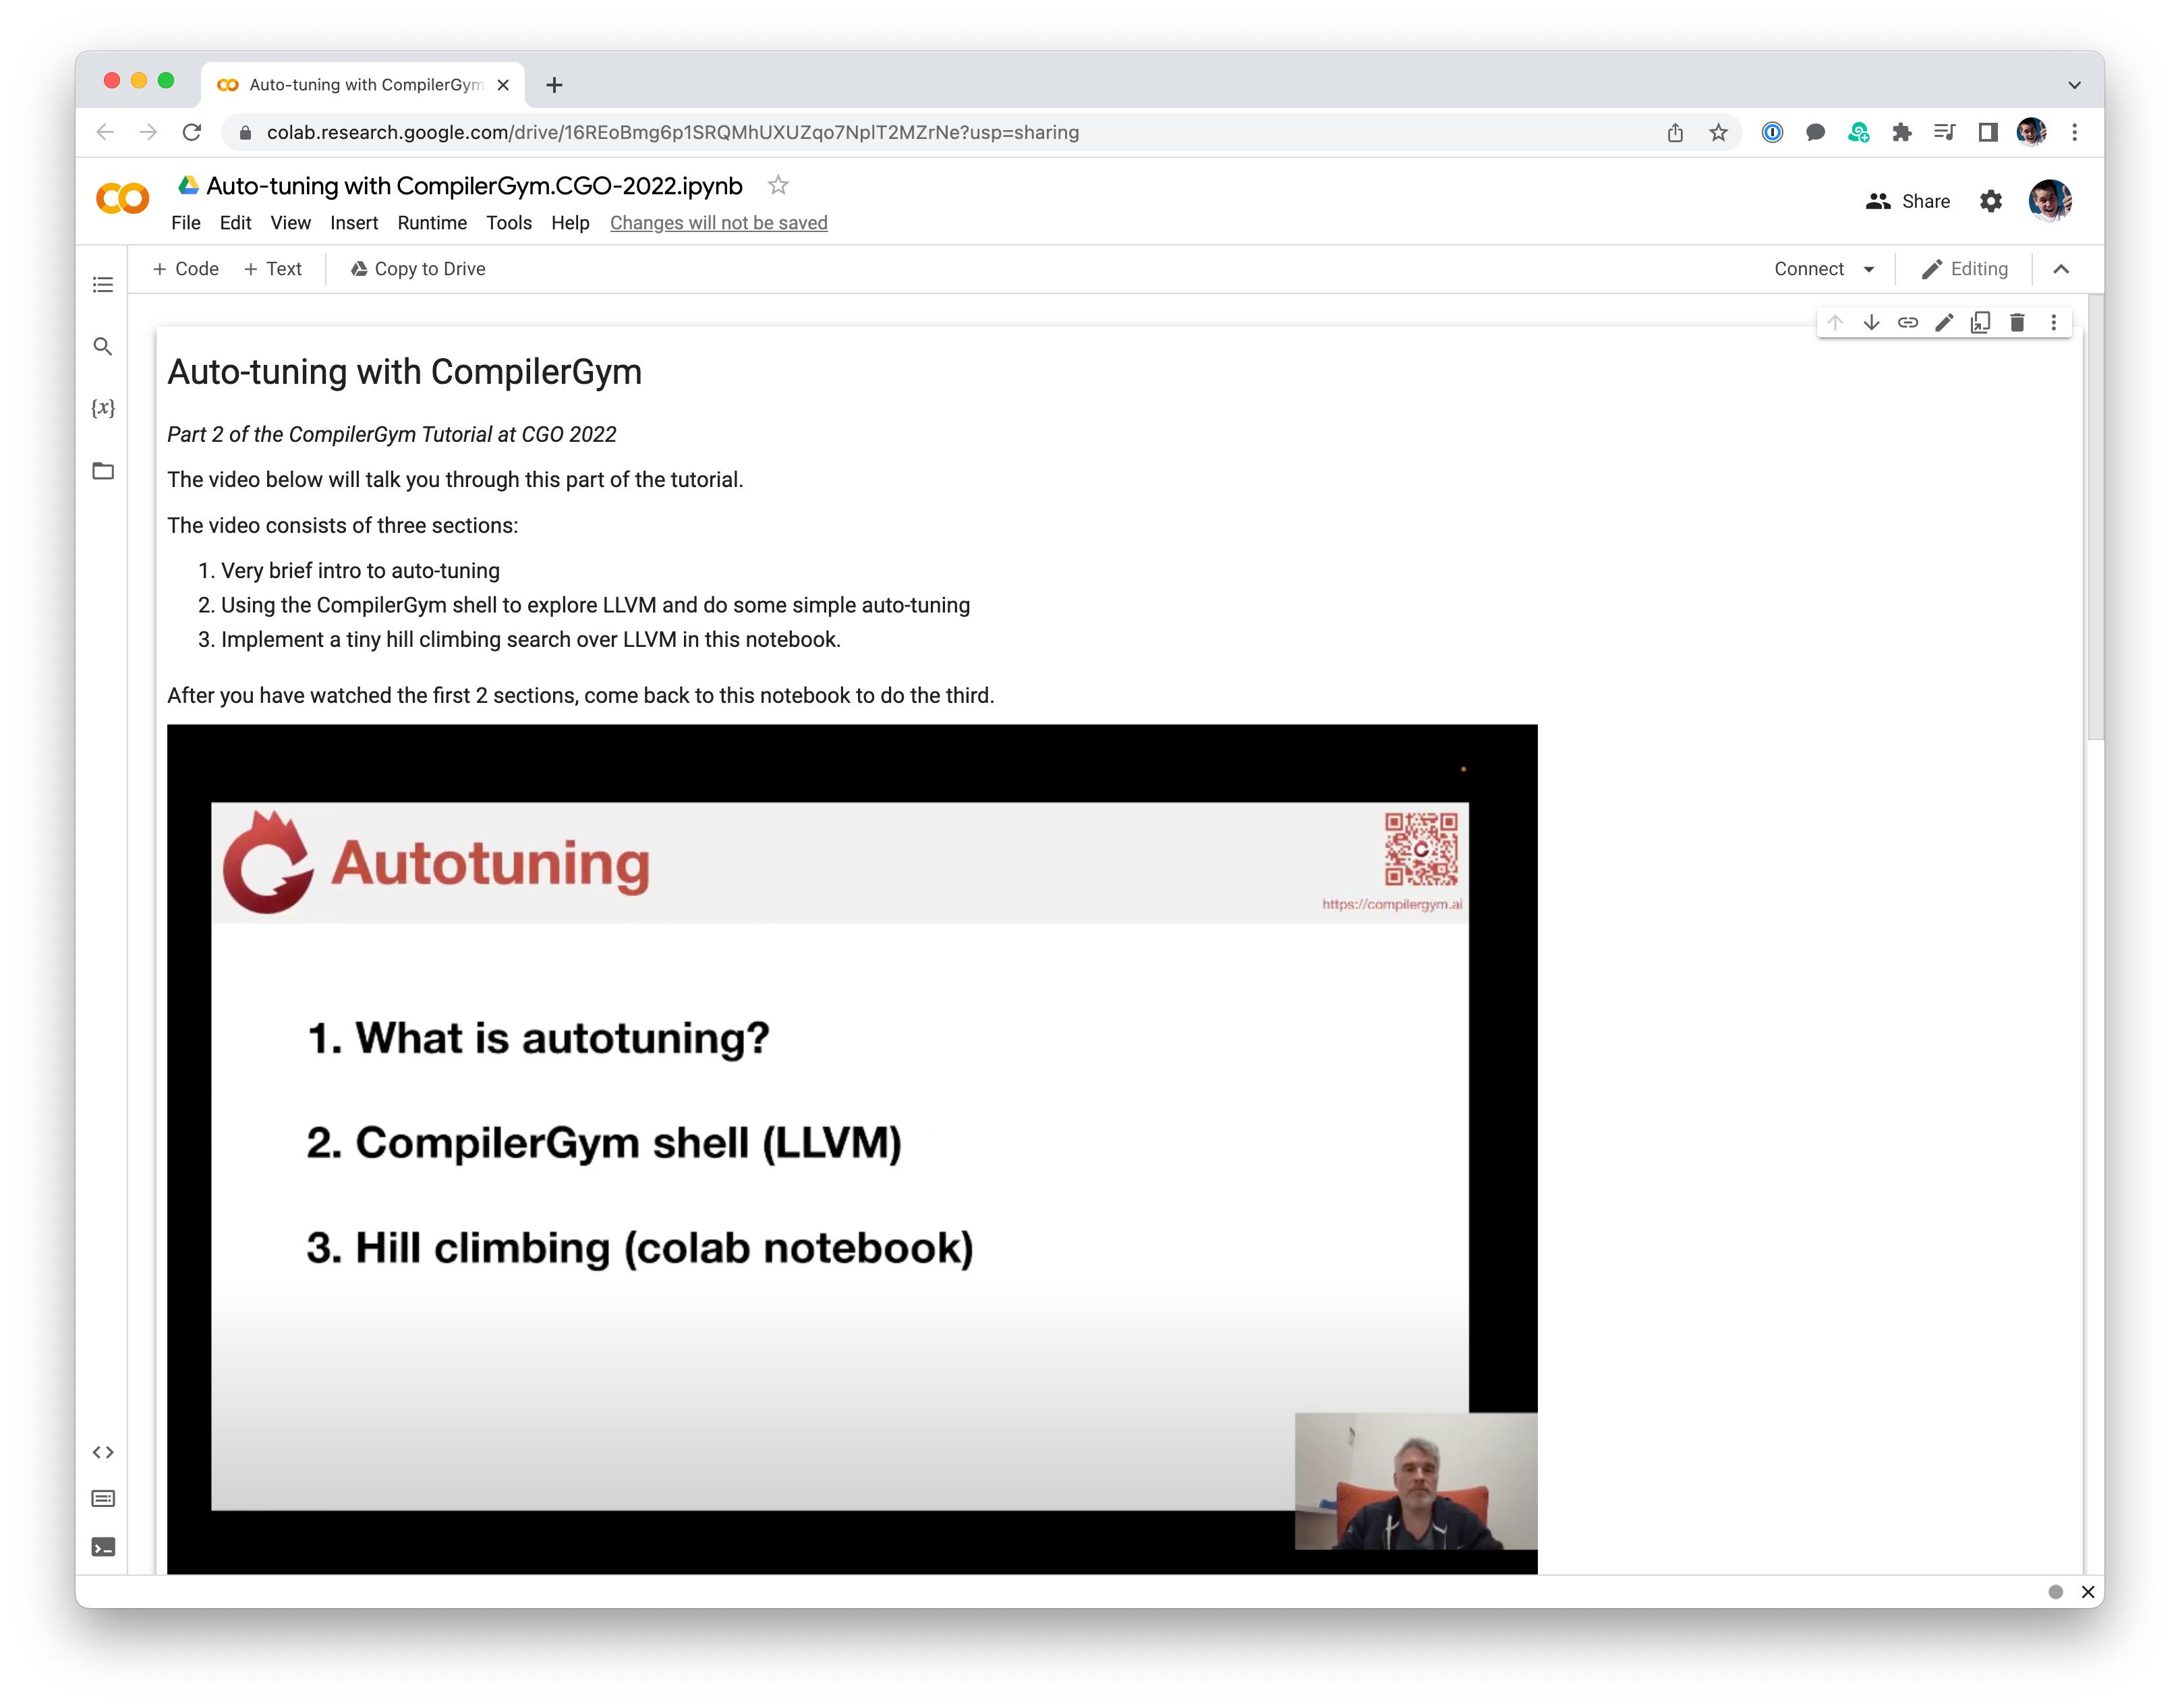 Auto-tuning with CompilerGym
colab.research.google.com/drive/16REoBmg6p1SRQMhUXUZqo7NplT2MZrNe?usp=sharing
Auto-tuning with CompilerGym.CGO-2022.ipynb
File Edit View Insert Runtime Tools Help Changes will not be saved
Share
+ Code + Text Copy to Drive
Connect Editing
Auto-tuning with CompilerGym
Part 2 of the CompilerGym Tutorial at CGO 2022
The video below will talk you through this part of the tutorial.
The video consists of three sections:
1. Very brief intro to auto-tuning
2. Using the CompilerGym shell to explore LLVM and do some simple auto-tuning
3. Implement a tiny hill climbing search over LLVM in this notebook.
After you have watched the first 2 sections, come back to this notebook to do the third.
Autotuning
https://compilergym.ai
1. What is autotuning?
2. CompilerGym shell (LLVM)
3. Hill climbing (colab notebook)